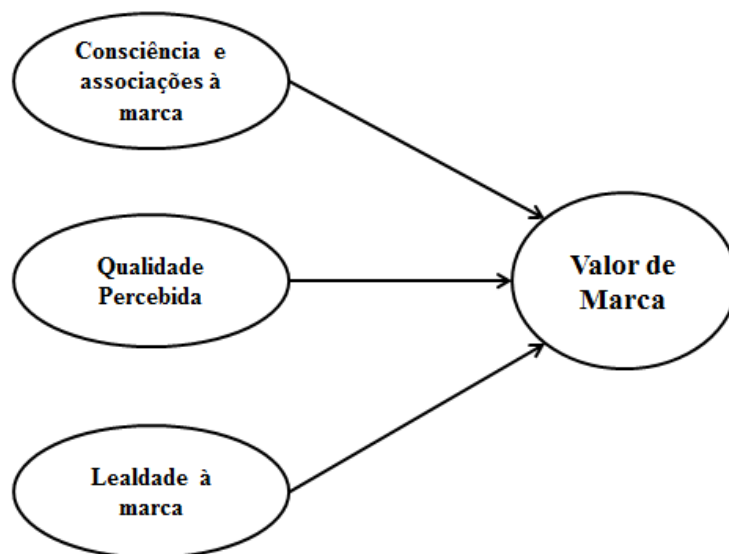 Consciência e
associações à
marca
Qualidade
Percebida
Valor de
Marca
Lealdade à
marca